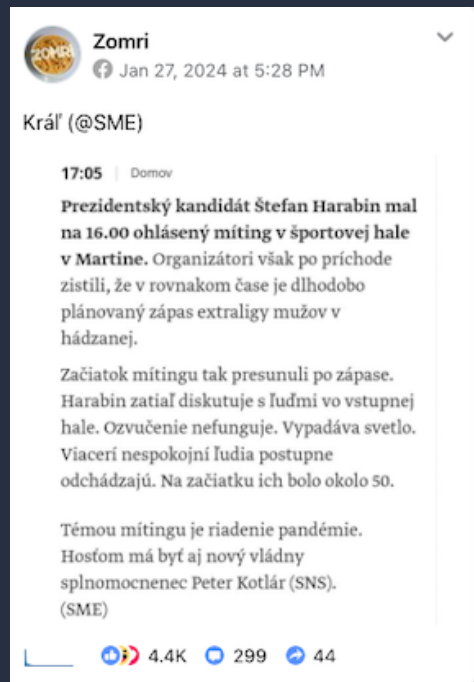 Zomri
Jan 27, 2024 at 5:28 PM
Kráľ (@SME)
17:05 | Domov
Prezidentský kandidát Štefan Harabin mal
na 16.00 ohlásený míting v športovej hale
v Martine. Organizátori však po príchode
zistili, že v rovnakom čase je dlhodobo
plánovaný zápas extraligy mužov v
hádzanej.
Začiatok mítingu tak presunuli po zápase.
Harabin zatiaľ diskutuje s ľuďmi vo vstupnej
hale. Ozvučenie nefunguje. Vypadáva svetlo.
Viacerí nespokojní ľudia postupne
odchádzajú. Na začiatku ich bolo okolo 50.
Témou mítingu je riadenie pandémie.
Hosťom má byť aj nový vládny
splnomocnenec Peter Kotlár (SNS).
(SME)
4.4K 299 44